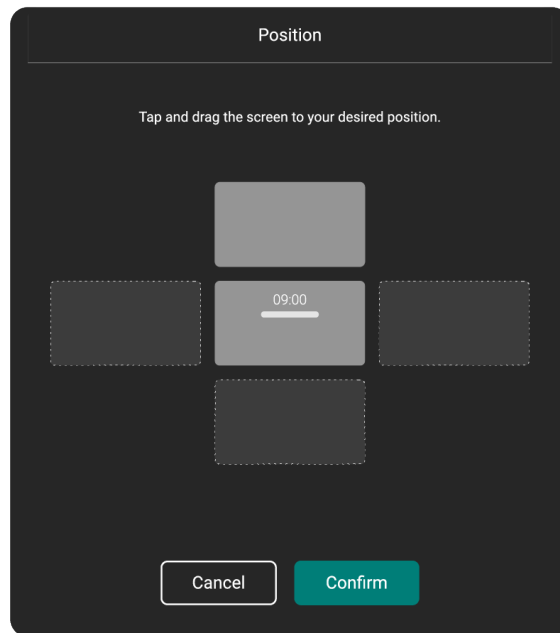 Position
Tap and drag the screen to your desired position.
09:00
Cancel
Confirm